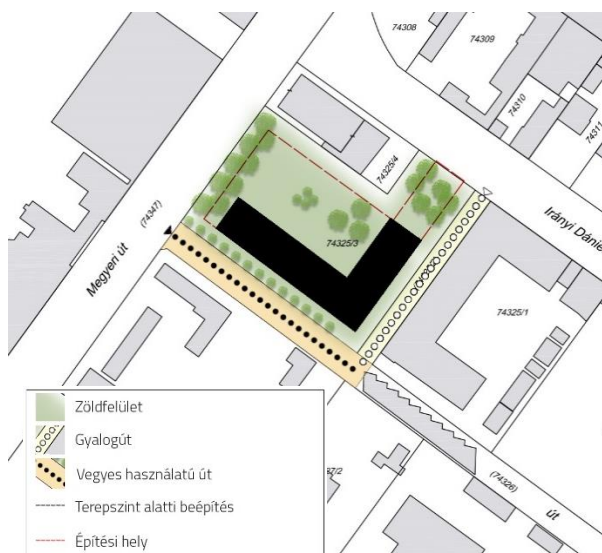 74308
74309
74310
74311
74325/4
Irányi Dánie
(74347)
Megyeri út
74325/3
74325/1
(74326)
út
Zöldfelület
Gyalogút
Vegyes használatú út
Terepszint alatti beépítés
Építési hely